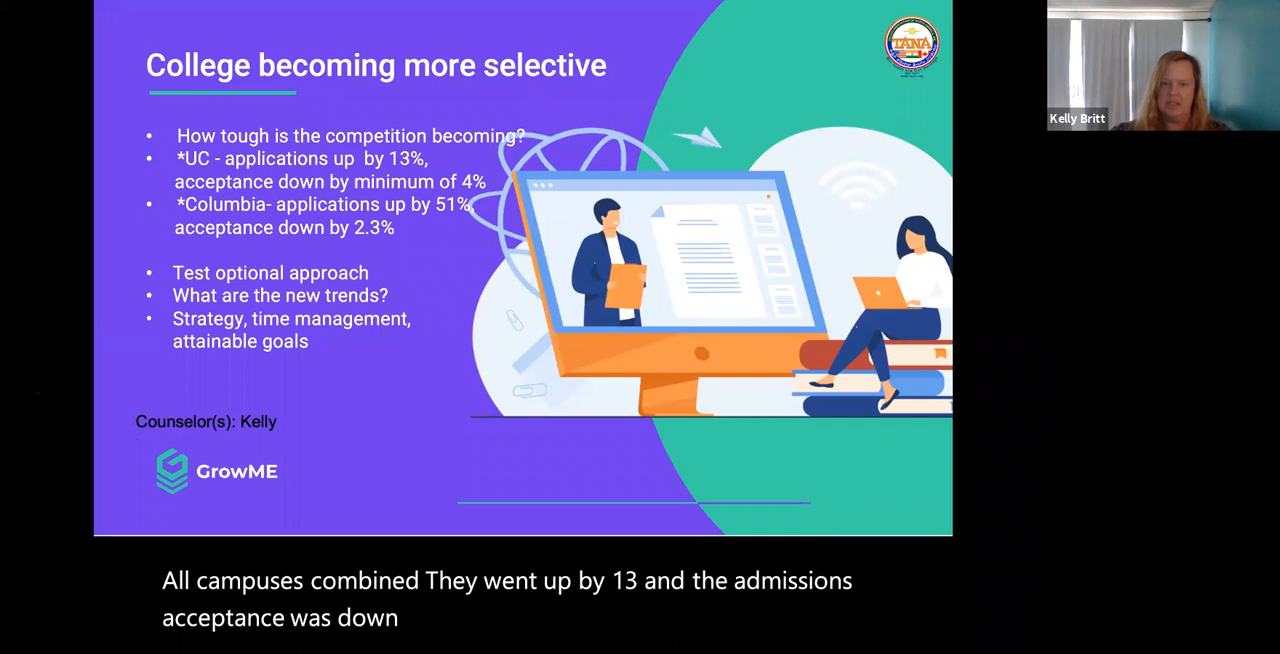 College becoming more selective
TANA
Kelly Britt
• How tough is the competition becoming?
• *UC - applications up by 13%,
acceptance down by minimum of 4%
• *Columbia- applications up by 51%,
acceptance down by 2.3%
• Test optional approach
• What are the new trends?
• Strategy, time management,
attainable goals
Counselor(s): Kelly
GrowME
All campuses combined They went up by 13 and the admissions
acceptance was down